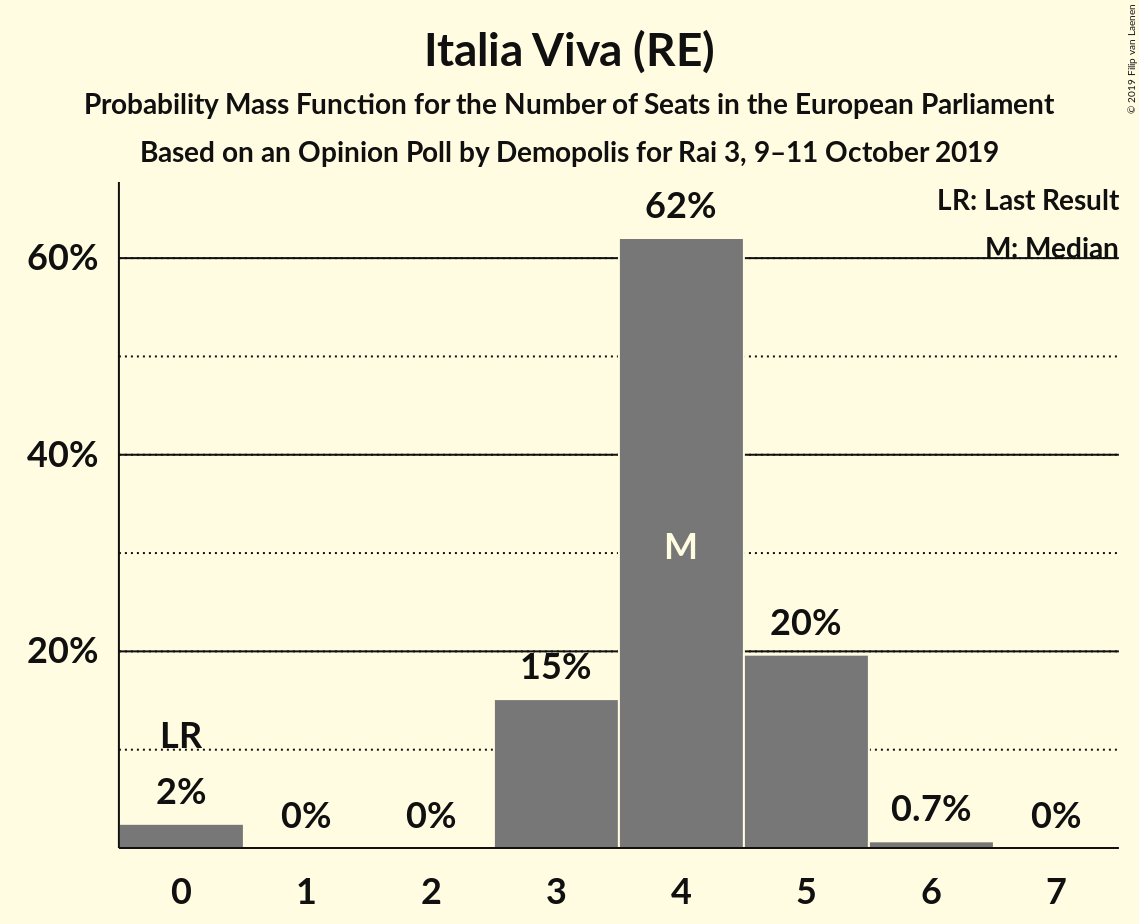 Italia Viva (RE)
Probability Mass Function for the Number of Seats in the European Parliament
Based on an Opinion Poll by Demopolis for Rai 3, 9–11 October 2019
© 2019 Filip van Laenen
LR: Last Result
M: Median
60%
40%
20%
LR
2%
0%
0%
15%
62%
M
20%
0.7%
0%
0 1 2 3 4 5 6 7